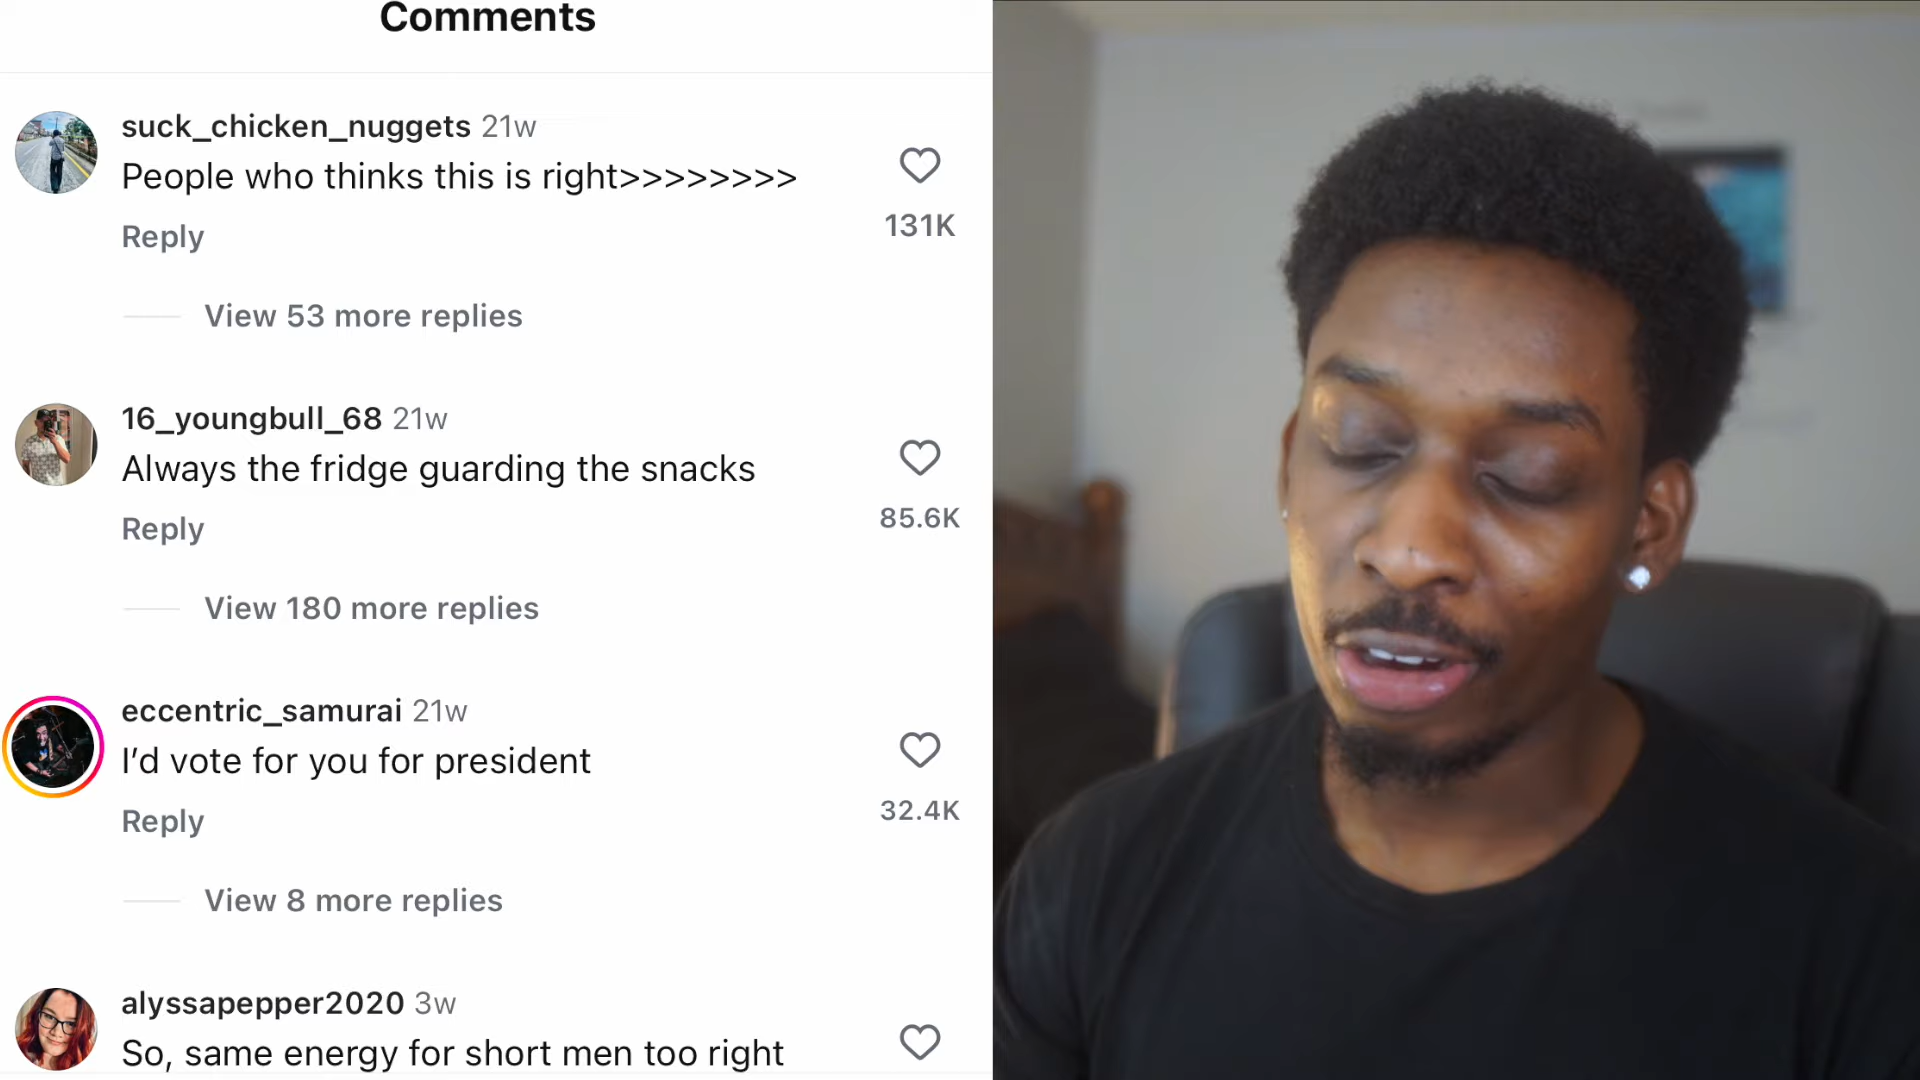 Comments
suck_chicken_nuggets 21w
People who thinks this is right>>>>>>>>
131K
Reply
View 53 more replies
16_youngbull_68 21w
Always the fridge guarding the snacks
85.6K
Reply
View 180 more replies
eccentric_samurai 21w
I’d vote for you for president
32.4K
Reply
View 8 more replies
alyssapepper2020 3w
So, same energy for short men too right